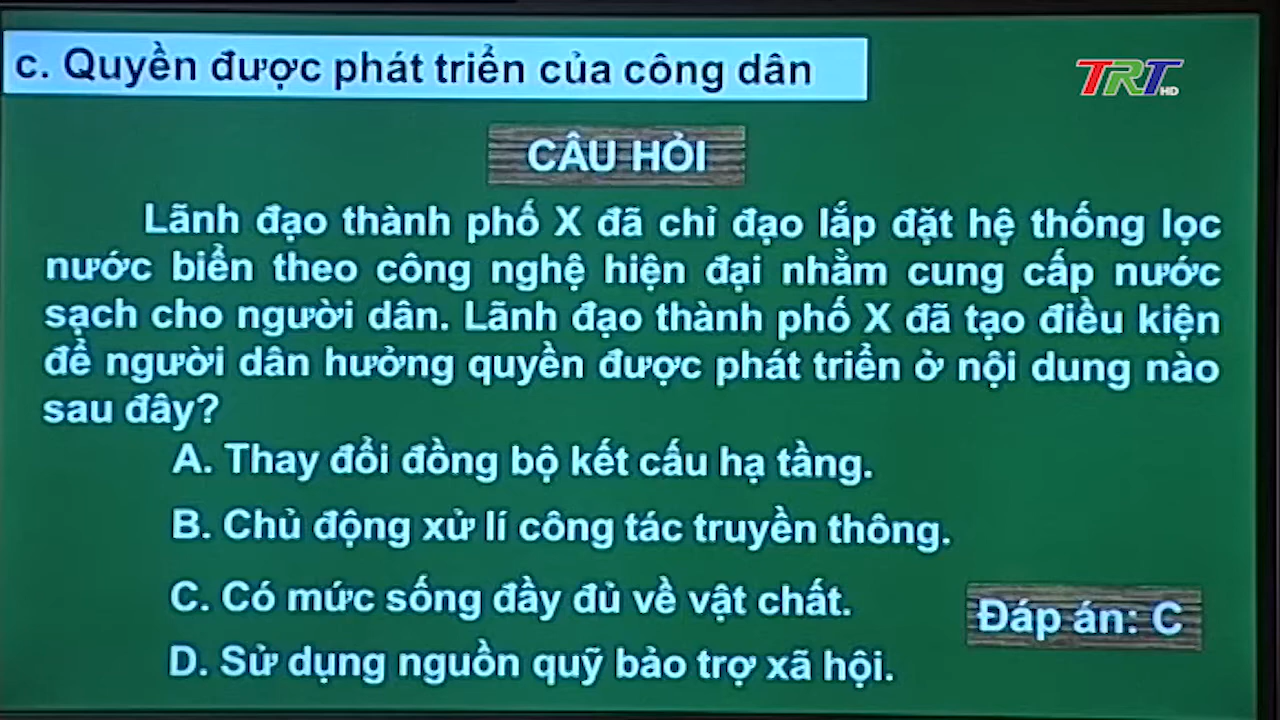 c. Quyền được phát triển của công dân
TRT HD
CÂU HỎI
Lãnh đạo thành phố X đã chỉ đạo lắp đặt hệ thống lọc
nước biển theo công nghệ hiện đại nhằm cung cấp nước
sạch cho người dân. Lãnh đạo thành phố X đã tạo điều kiện
để người dân hưởng quyền được phát triển ở nội dung nào
sau đây?
A. Thay đổi đồng bộ kết cấu hạ tầng.
B. Chủ động xử lí công tác truyền thông.
C. Có mức sống đầy đủ về vật chất.
Đáp án: C
D. Sử dụng nguồn quỹ bảo trợ xã hội.